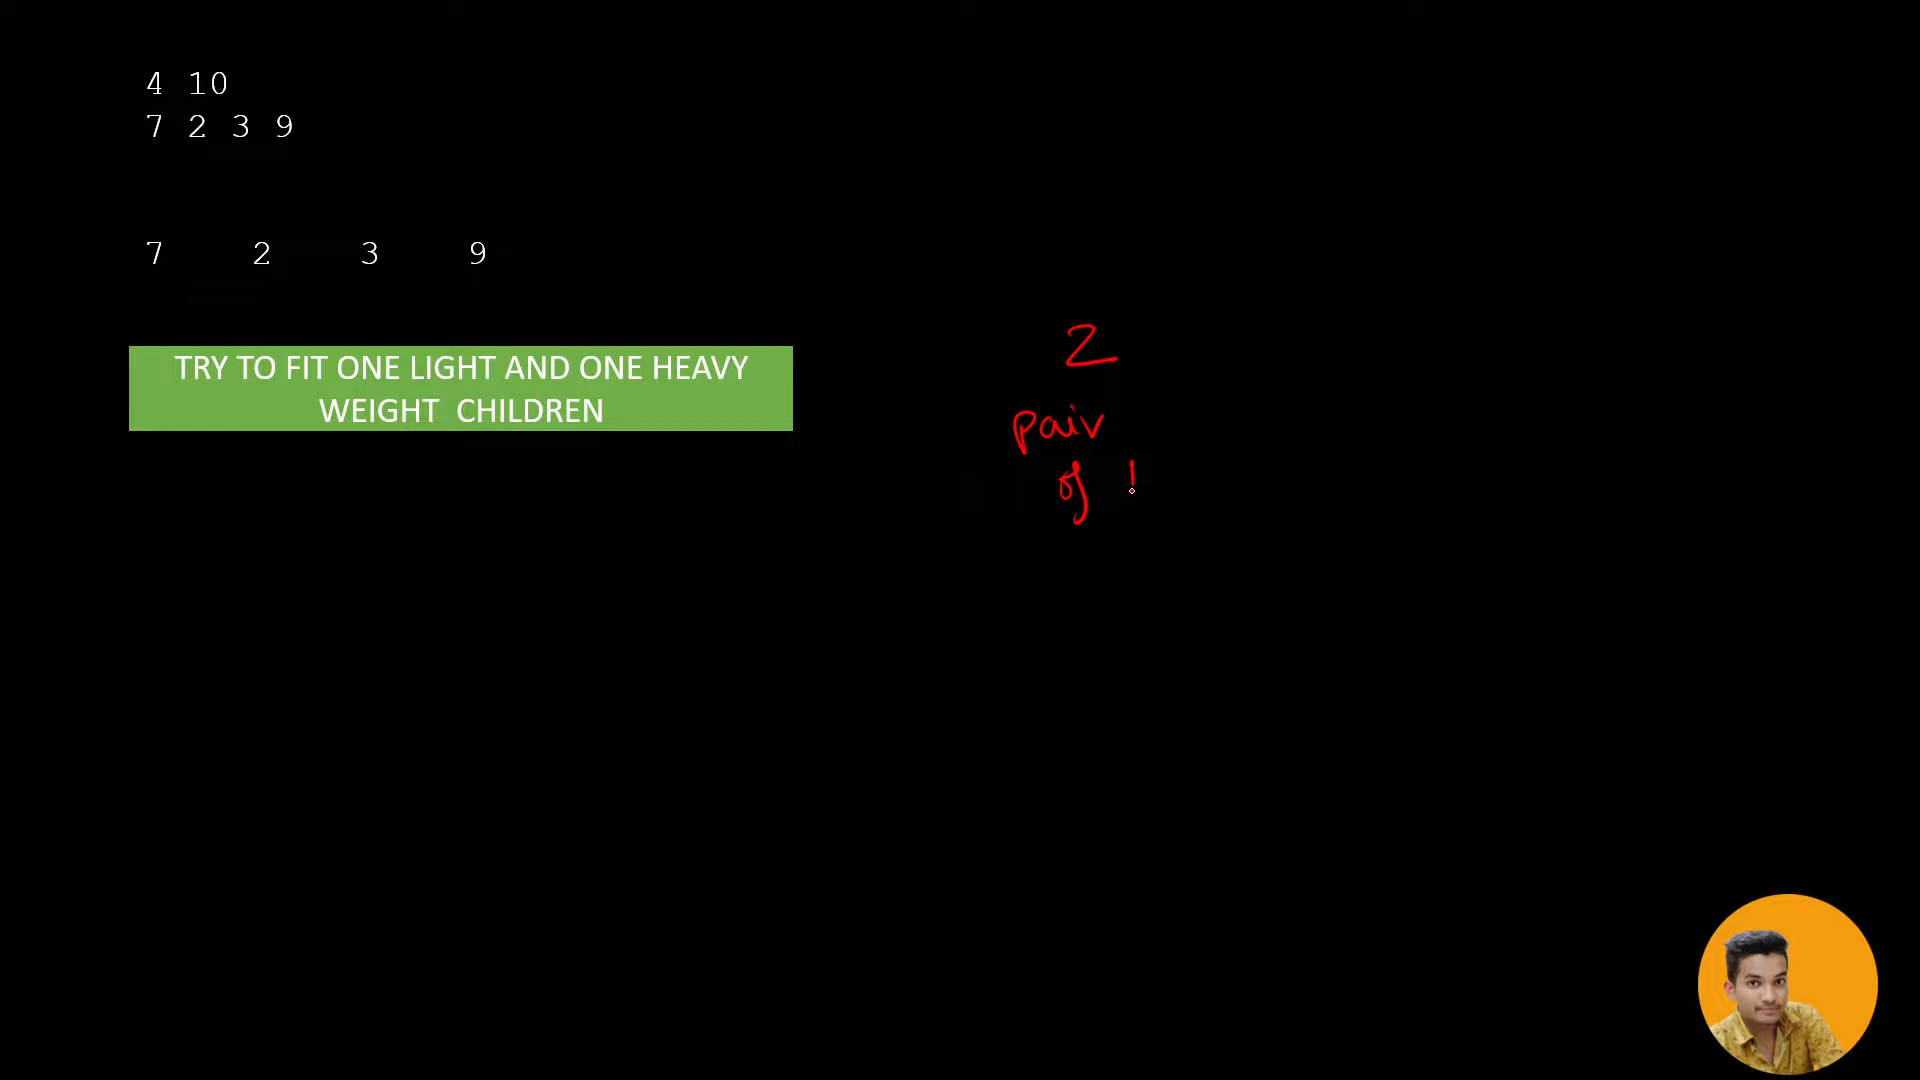 4 10
7 2 3 9
7 2 3 9
TRY TO FIT ONE LIGHT AND ONE HEAVY
WEIGHT CHILDREN
2
pair
of